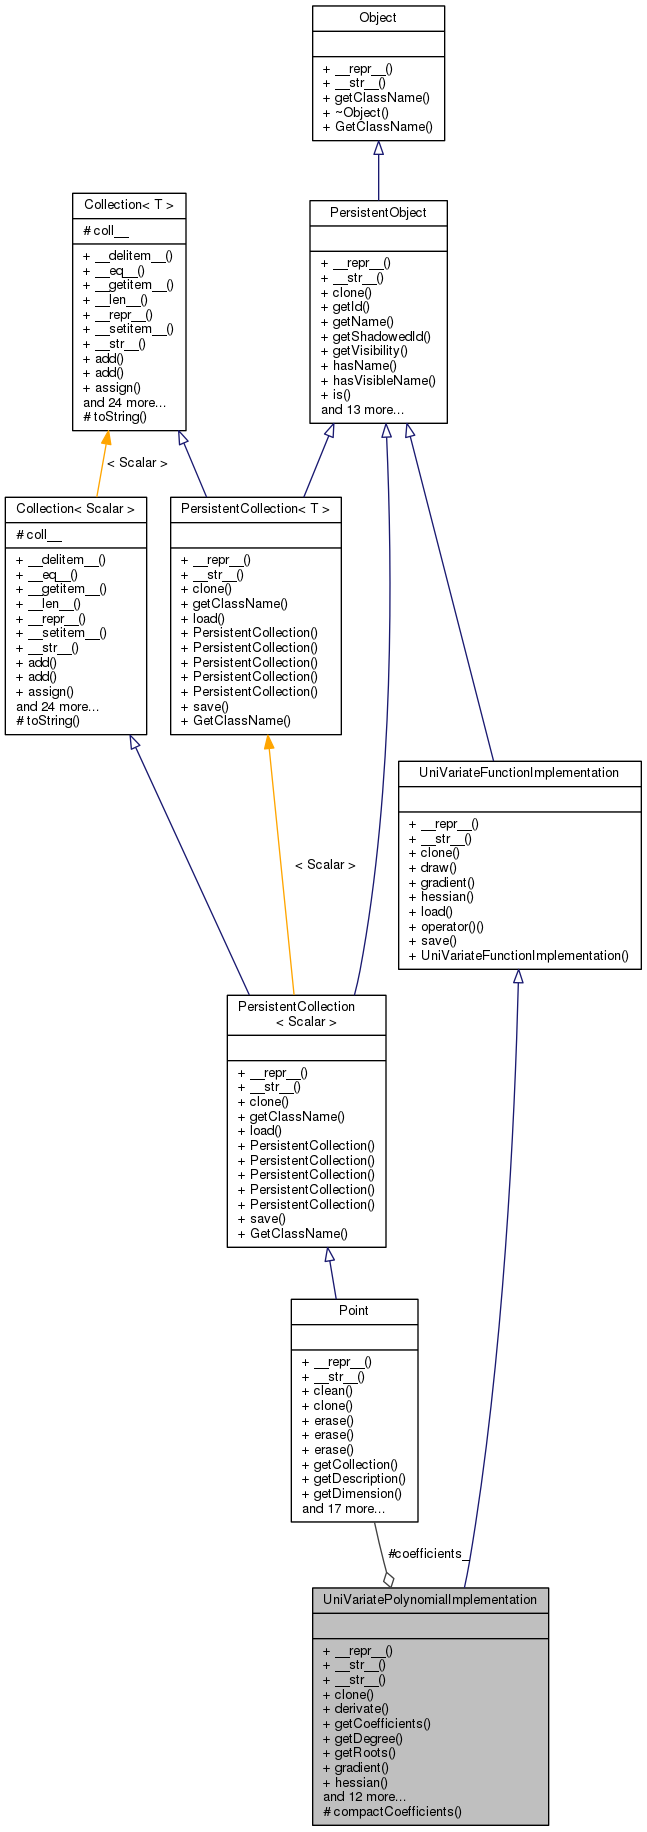 Object
+ __repr__()
+ __str__()
+ getClassName()
+ ~Object()
+ GetClassName()
Collection< T >
# coll__
+ __delitem__()
+ __eq__()
+ __getitem__()
+ __len__()
+ __repr__()
+ __setitem__()
+ __str__()
+ add()
+ add()
+ assign()
and 24 more...
# toString()
PersistentObject
+ __repr__()
+ __str__()
+ clone()
+ getId()
+ getName()
+ getShadowedId()
+ getVisibility()
+ hasName()
+ hasVisibleName()
+ is()
and 13 more...
< Scalar >
Collection< Scalar >
# coll__
+ __delitem__()
+ __eq__()
+ __getitem__()
+ __len__()
+ __repr__()
+ __setitem__()
+ __str__()
+ add()
+ add()
+ assign()
and 24 more...
# toString()
PersistentCollection< T >
+ __repr__()
+ __str__()
+ clone()
+ getClassName()
+ load()
+ PersistentCollection()
+ PersistentCollection()
+ PersistentCollection()
+ PersistentCollection()
+ PersistentCollection()
+ save()
+ GetClassName()
UniVariateFunctionImplementation
+ __repr__()
+ __str__()
+ clone()
+ draw()
+ gradient()
+ hessian()
+ load()
+ operator()()
+ save()
+ UniVariateFunctionImplementation()
< Scalar >
PersistentCollection
< Scalar >
+ __repr__()
+ __str__()
+ clone()
+ getClassName()
+ load()
+ PersistentCollection()
+ PersistentCollection()
+ PersistentCollection()
+ PersistentCollection()
+ PersistentCollection()
+ save()
+ GetClassName()
Point
+ __repr__()
+ __str__()
+ clean()
+ clone()
+ erase()
+ erase()
+ erase()
+ getCollection()
+ getDescription()
+ getDimension()
and 17 more...
#coefficients_
UniVariatePolynomialImplementation
+ __repr__()
+ __str__()
+ __str__()
+ clone()
+ derivate()
+ getCoefficients()
+ getDegree()
+ getRoots()
+ gradient()
+ hessian()
and 12 more...
# compactCoefficients()